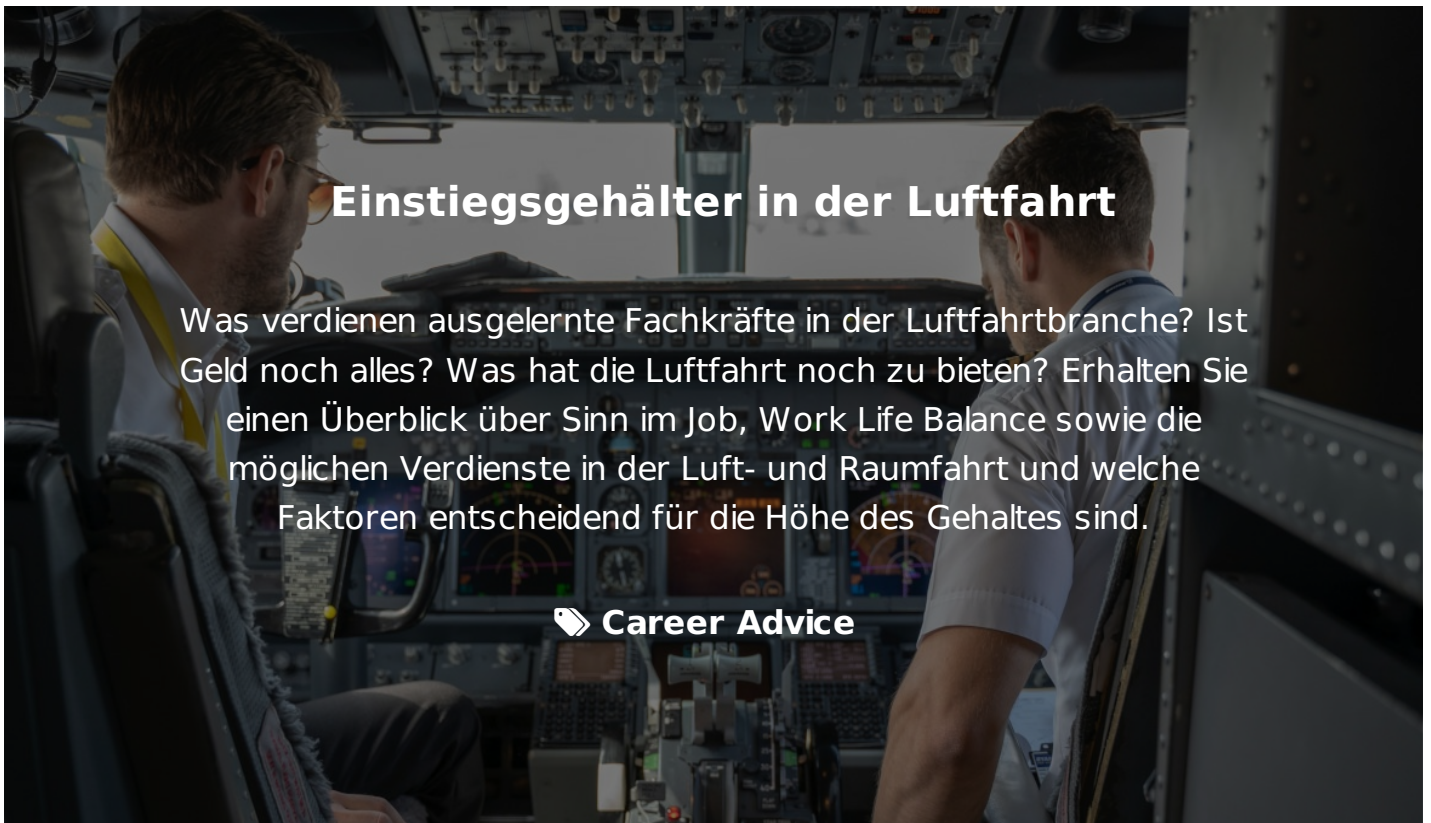 Einstiegsgehälter in der Luftfahrt
Was verdienen ausgelernte Fachkräfte in der Luftfahrtbranche? Ist
Geld noch alles? Was hat die Luftfahrt noch zu bieten? Erhalten Sie
einen Überblick über Sinn im Job, Work Life Balance sowie die
möglichen Verdienste in der Luft- und Raumfahrt und welche
Faktoren entscheidend für die Höhe des Gehaltes sind.
Career Advice